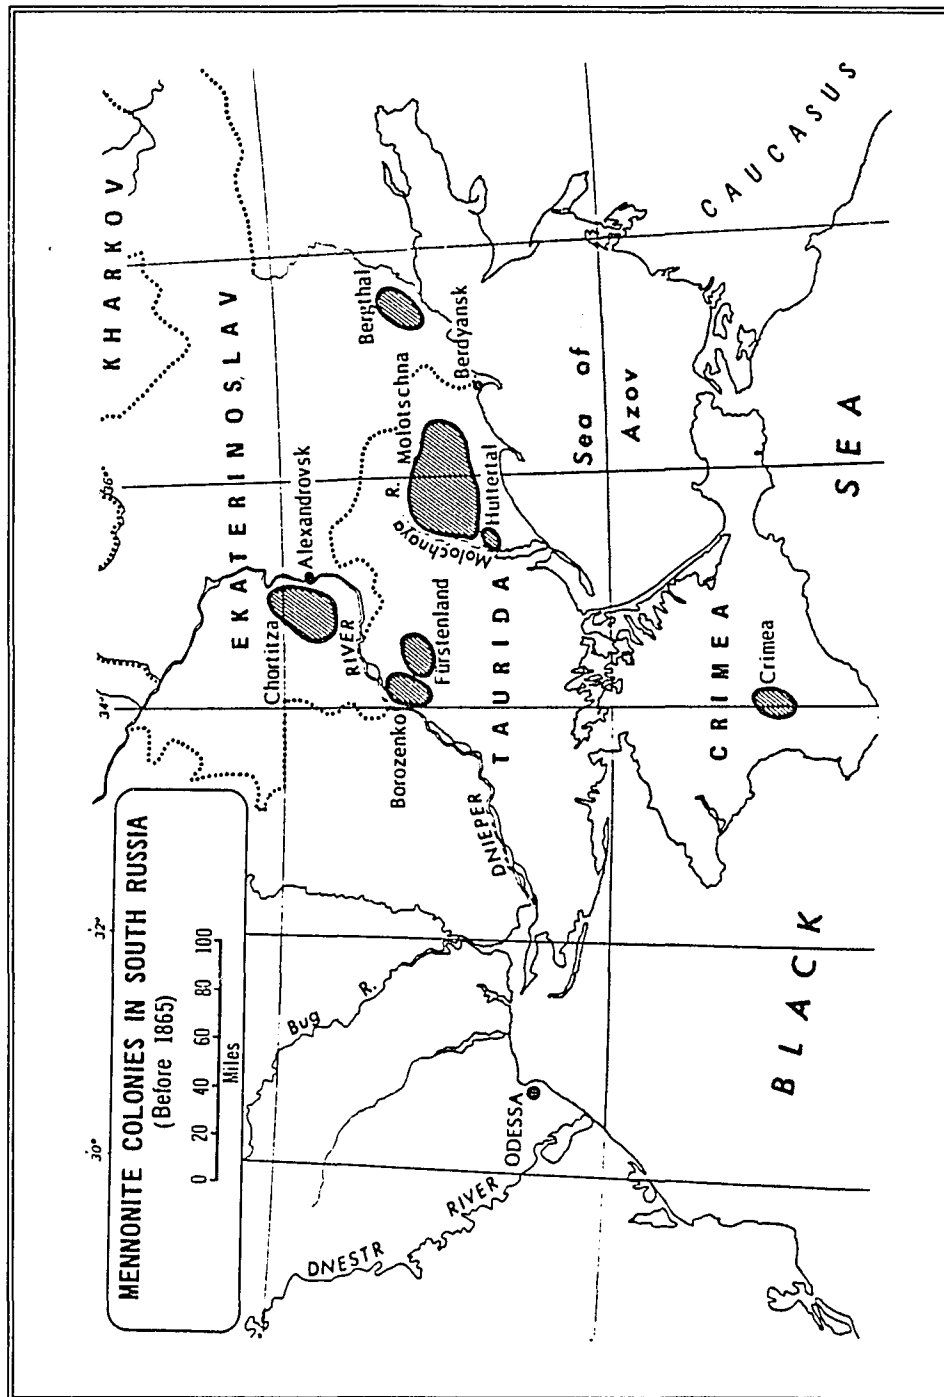 MENNONITE COLONIES IN SOUTH RUSSIA
(Before 1865)
0 20 40 60 80 100
Miles
30°
32°
34°
36°
KHARKOV
EKATERINOSLAV
Alexandrovsk
Chortitza
RIVER
Bergthal
Molotschna
Berdyansk
R.
Molochnaya
Huttertal
Borozenko
Fürstenland
TAURIDA
DNIEPER
Bug R.
DNESTR RIVER
ODESSA
Sea of
Azov
CAUCASUS
CRIMEA
Crimea
BLACK SEA